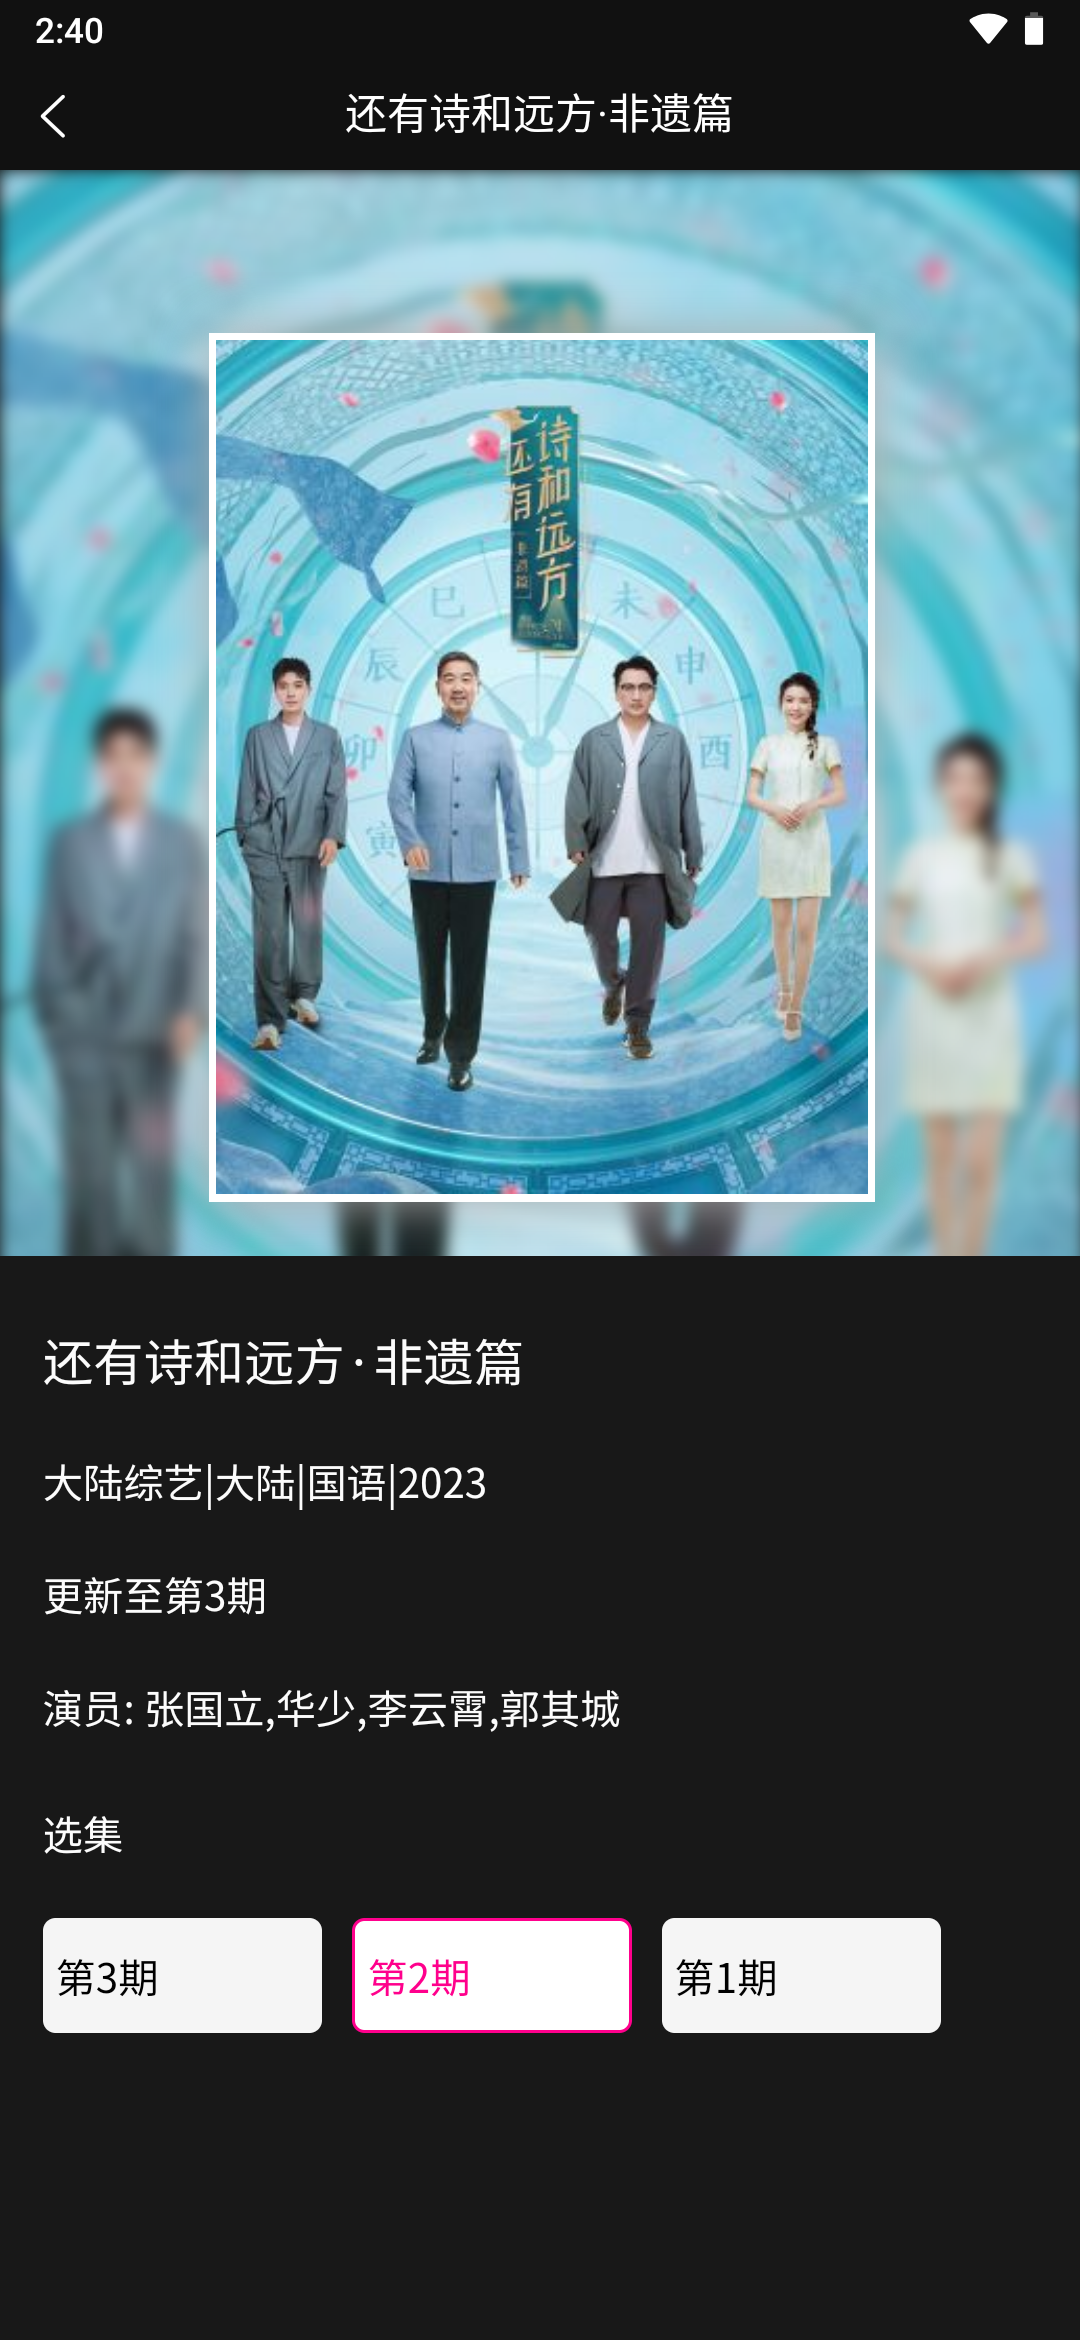 2:40
还有诗和远方·非遗篇
诗和远方
还有
非遗篇
巳
未
辰
申
卯
酉
寅
还有诗和远方·非遗篇
大陆综艺|大陆|国语|2023
更新至第3期
演员: 张国立,华少,李云霄,郭其城
选集
第3期
第2期
第1期